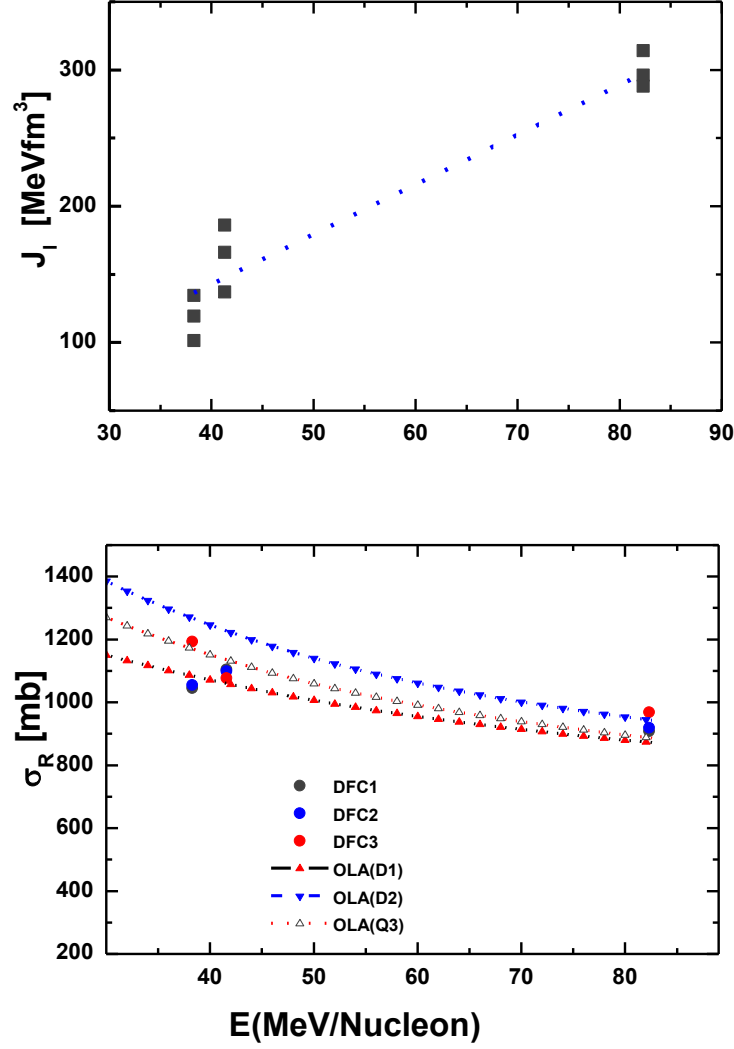 300
200
100
J_I [MeVfm^3]
30 40 50 60 70 80 90
1400
1200
1000
800
600
400
200
σ_R [mb]
DFC1
DFC2
DFC3
OLA(D1)
OLA(D2)
OLA(Q3)
40 50 60 70 80
E(MeV/Nucleon)